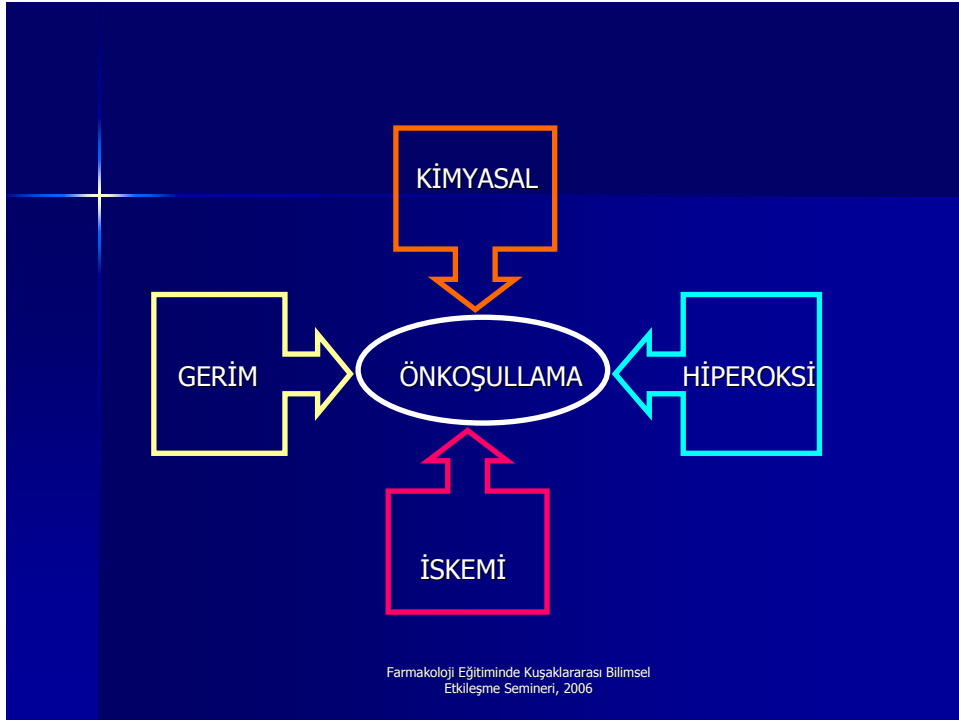 KİMYASAL
GERİM
ÖNKOŞULLAMA
HİPEROKSİ
İSKEMİ
Farmakoloji Eğitiminde Kuşaklararası Bilimsel
Etkileşme Semineri, 2006